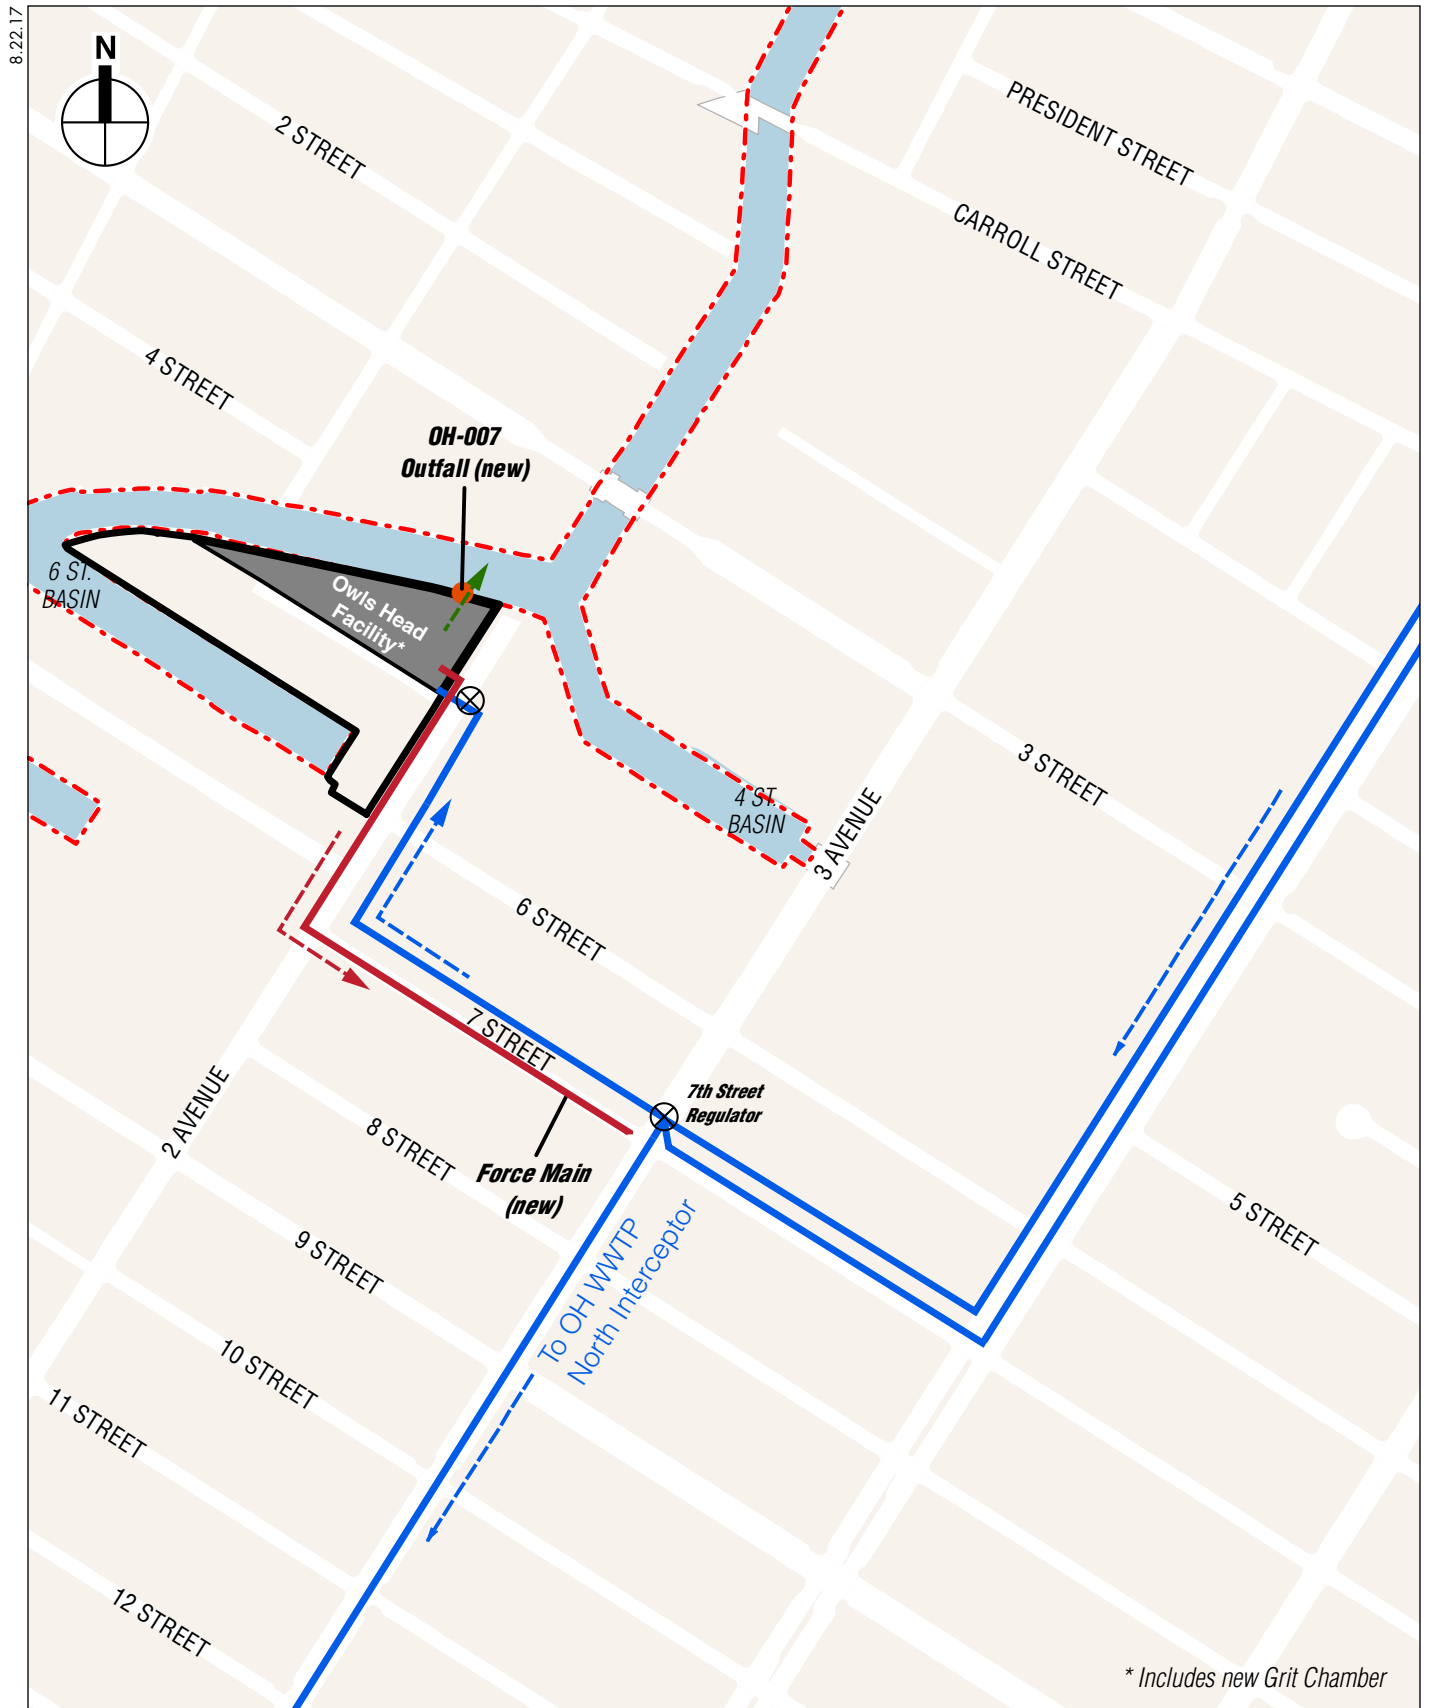 8.22.17
N
2 STREET
PRESIDENT STREET
CARROLL STREET
4 STREET
OH-007
Outfall (new)
6 ST.
BASIN
Owls Head
Facility*
3 STREET
4 ST.
BASIN
3 AVENUE
6 STREET
7 STREET
2 AVENUE
7th Street
Regulator
8 STREET
Force Main
(new)
5 STREET
To OH WWTP
North Interceptor
9 STREET
10 STREET
11 STREET
12 STREET
* Includes new Grit Chamber